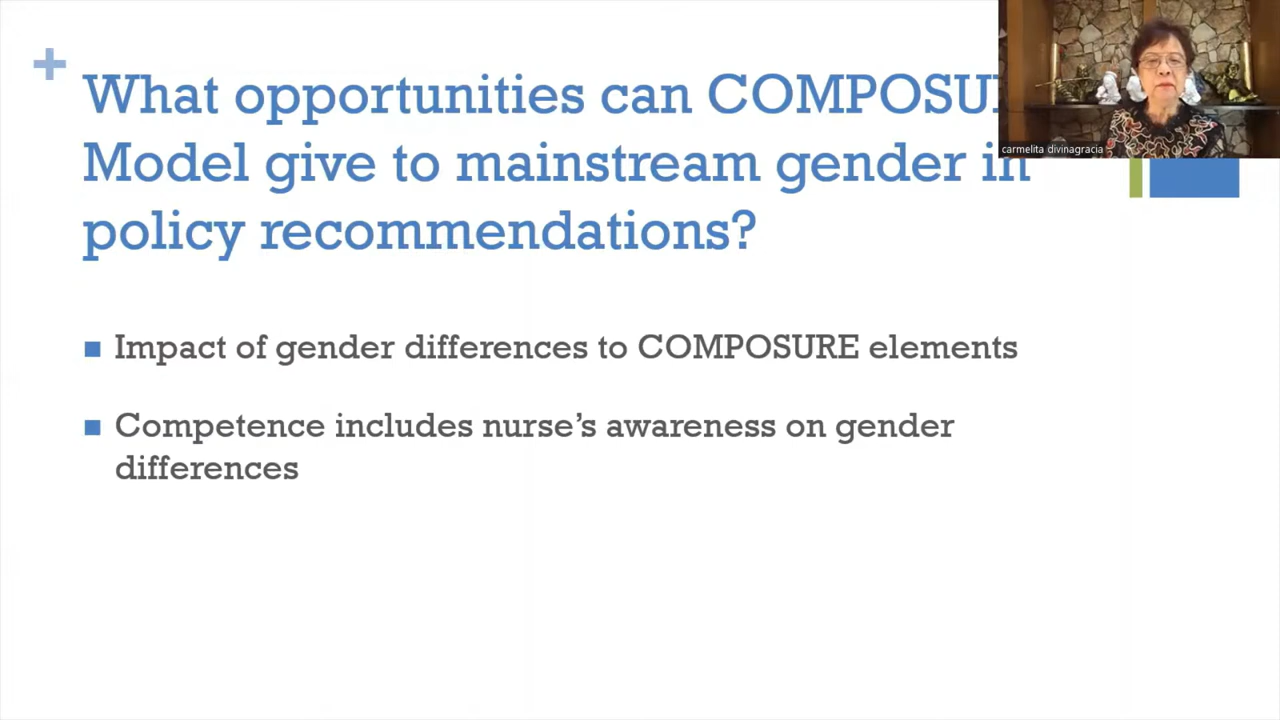 What opportunities can COMPOSU
Model give to mainstream gender in
policy recommendations?
carmelita divinagracia
Impact of gender differences to COMPOSURE elements
Competence includes nurse’s awareness on gender
differences